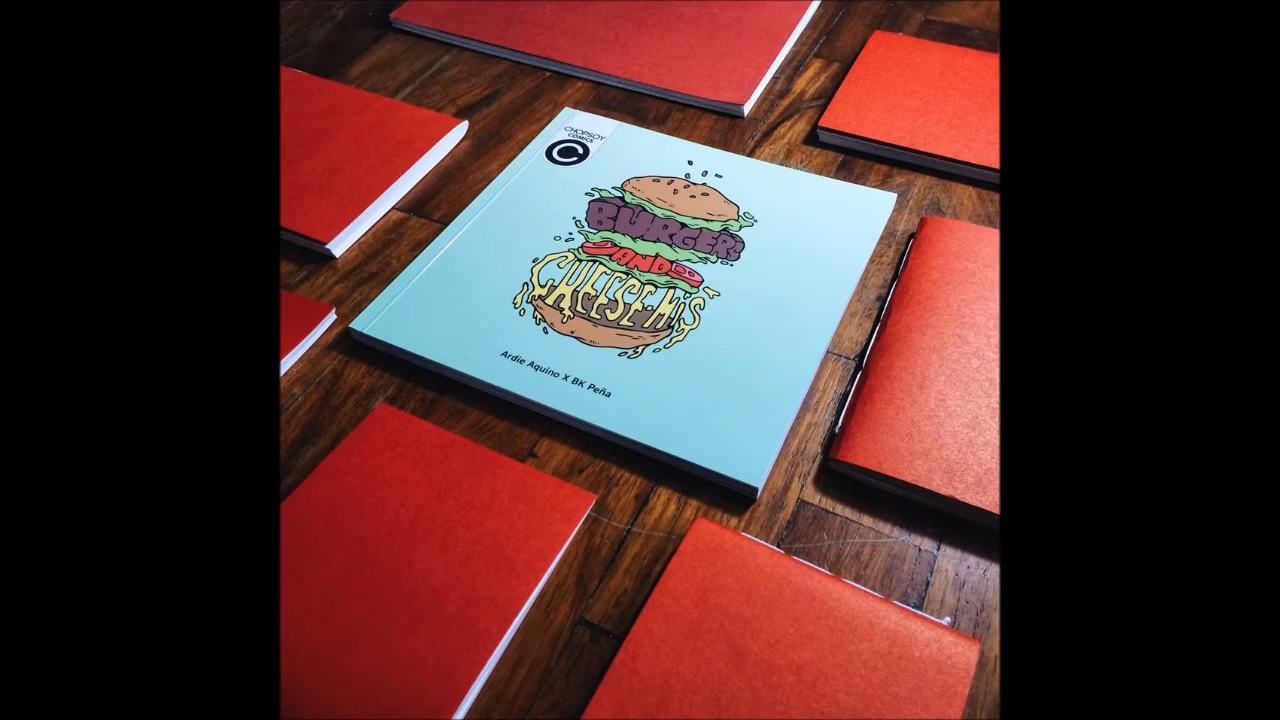 CHOPSOY
COMICS
BURGERS
AND
CHEESE-MIS
Ardie Aquino X BK Peña